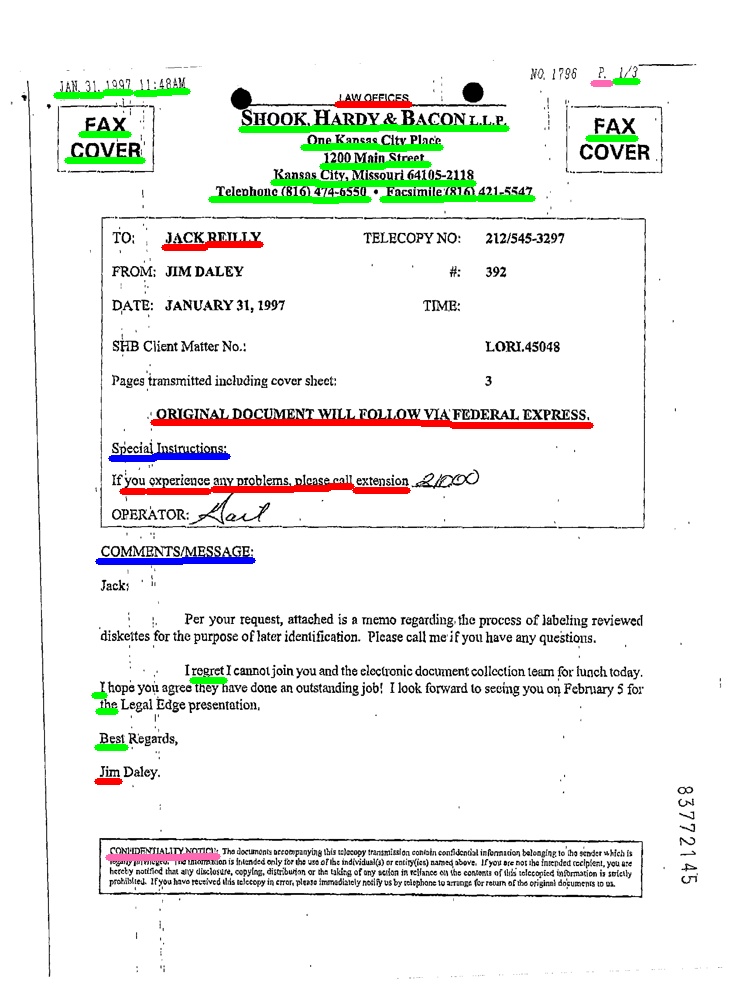 JAN. 31. 1997 11:48AM
NO. 1796 P. 1/3
LAW OFFICES
FAX COVER
SHOOK, HARDY & BACON L.L.P.
FAX COVER
One Kansas City Place
1200 Main Street
Kansas City, Missouri 64105-2118
Telephone (816) 474-6550 • Facsimile (816) 421-5547
TO: JACK REILLY TELECOPY NO: 212/545-3297
FROM: JIM DALEY #: 392
DATE: JANUARY 31, 1997 TIME:
SHB Client Matter No.: LORI.45048
Pages transmitted including cover sheet: 3
ORIGINAL DOCUMENT WILL FOLLOW VIA FEDERAL EXPRESS.
Special Instructions:
If you experience any problems, please call extension 21000
OPERATOR: Gail
COMMENTS/MESSAGE:
Jack:
Per your request, attached is a memo regarding the process of labeling reviewed
diskettes for the purpose of later identification. Please call me if you have any questions.
I regret I cannot join you and the electronic document collection team for lunch today.
I hope you agree they have done an outstanding job! I look forward to seeing you on February 5 for
the Legal Edge presentation.
Best Regards,
Jim Daley.
CONFIDENTIALITY NOTICE: The documents accompanying this telecopy transmission contain confidential information belonging to the sender which is
legally privileged. The information is intended only for the use of the individual(s) or entity(ies) named above. If you are not the intended recipient, you are
hereby notified that any disclosure, copying, distribution or the taking of any action in reliance on the contents of this telecopied information is strictly
prohibited. If you have received this telecopy in error, please immediately notify us by telephone to arrange for return of the original documents to us.
83772145